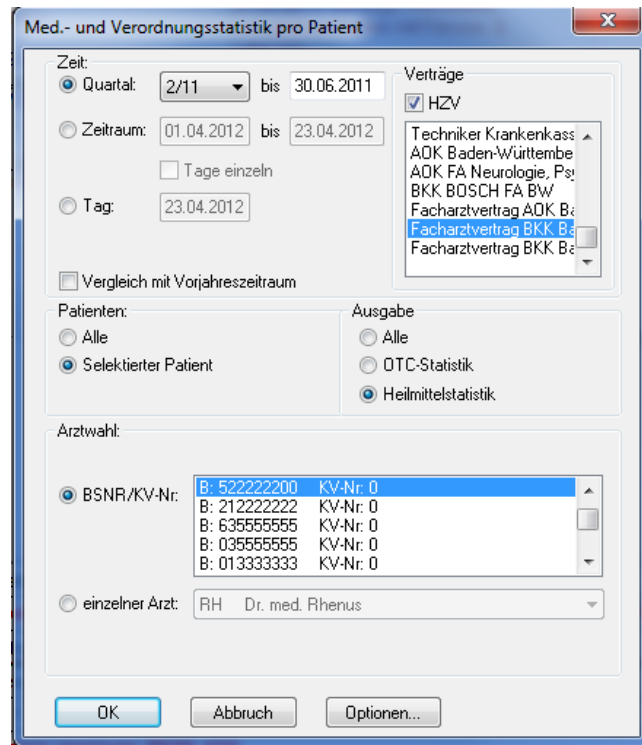 Med.- und Verordnungsstatistik pro Patient
Zeit:
Quartal: 2/11 bis 30.06.2011
Zeitraum: 01.04.2012 bis 23.04.2012
Tage einzeln
Tag: 23.04.2012
Vergleich mit Vorjahreszeitraum
Verträge
HZV
Techniker Krankenkass
AOK Baden-Württembe
AOK FA Neurologie, Psy
BKK BOSCH FA BW
Facharztvertrag AOK Ba
Facharztvertrag BKK Ba
Facharztvertrag BKK Ba
Patienten:
Alle
Selektierter Patient
Ausgabe
Alle
OTC-Statistik
Heilmittelstatistik
Arztwahl:
BSNR/KV-Nr:
B: 522222200 KV-Nr: 0
B: 212222222 KV-Nr: 0
B: 635555555 KV-Nr: 0
B: 035555555 KV-Nr: 0
B: 013333333 KV-Nr: 0
einzelner Arzt: RH Dr. med. Rhenus
OK Abbruch Optionen...